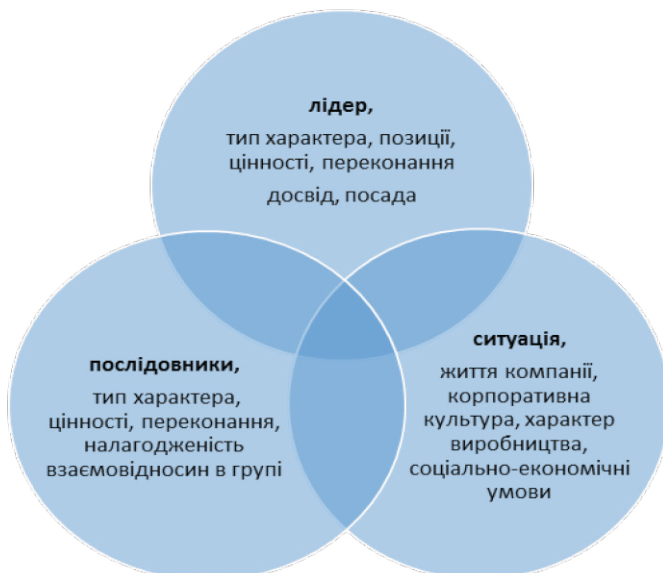 лідер,
тип характера, позиції,
цінності, переконання
досвід, посада
послідовники,
тип характера,
цінності, переконання,
налагодженість
взаємовідносин в групі
ситуація,
життя компанії,
корпоративна
культура, характер
виробництва,
соціально-економічні
умови